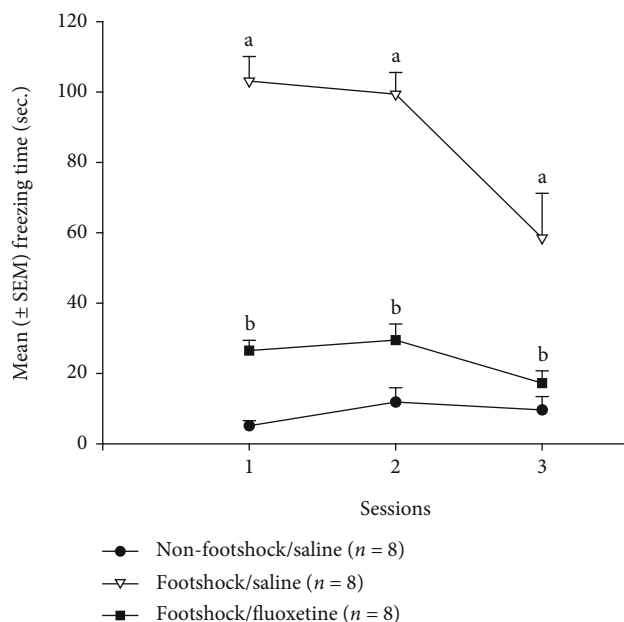 120
100
80
60
40
20
0
Mean (± SEM) freezing time (sec.)
a
a
a
b
b
b
1 2 3
Sessions
Non-footshock/saline (n = 8)
Footshock/saline (n = 8)
Footshock/fluoxetine (n = 8)